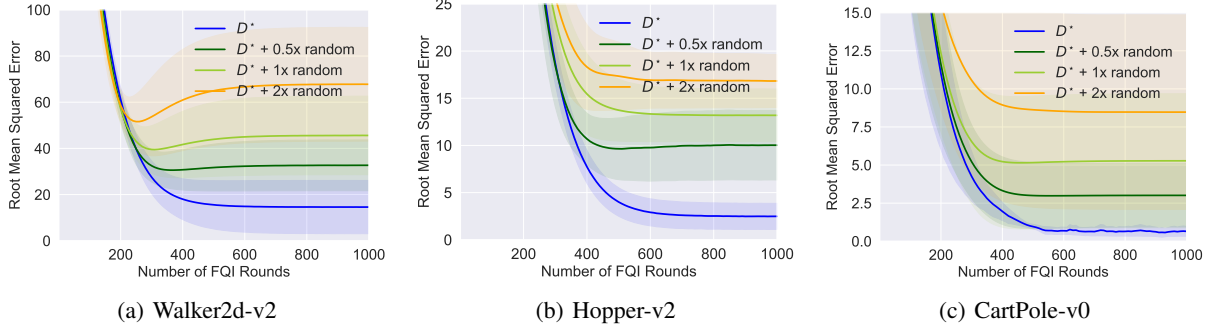 100
80
60
40
20
0
Root Mean Squared Error
D* 
D* + 0.5x random
D* + 1x random
D* + 2x random
200 400 600 800 1000
Number of FQI Rounds
(a) Walker2d-v2
25
20
15
10
5
0
Root Mean Squared Error
D*
D* + 0.5x random
D* + 1x random
D* + 2x random
200 400 600 800 1000
Number of FQI Rounds
(b) Hopper-v2
15.0
12.5
10.0
7.5
5.0
2.5
0.0
Root Mean Squared Error
D*
D* + 0.5x random
D* + 1x random
D* + 2x random
200 400 600 800 1000
Number of FQI Rounds
(c) CartPole-v0